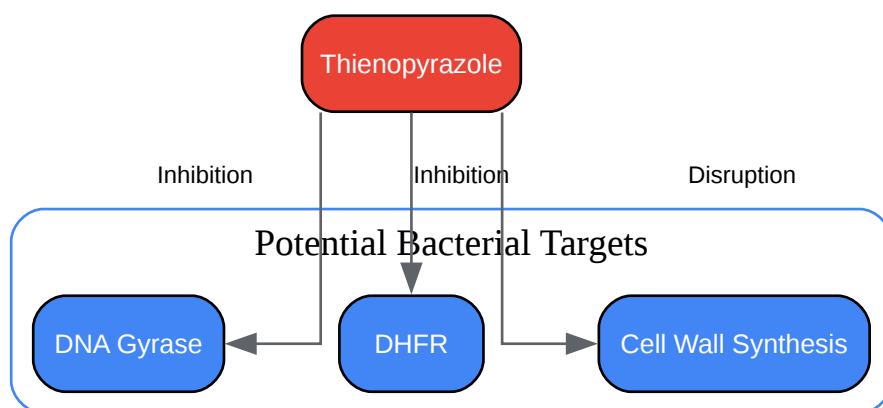 Thienopyrazole
Inhibition
Inhibition
Disruption
Potential Bacterial Targets
DNA Gyrase
DHFR
Cell Wall Synthesis